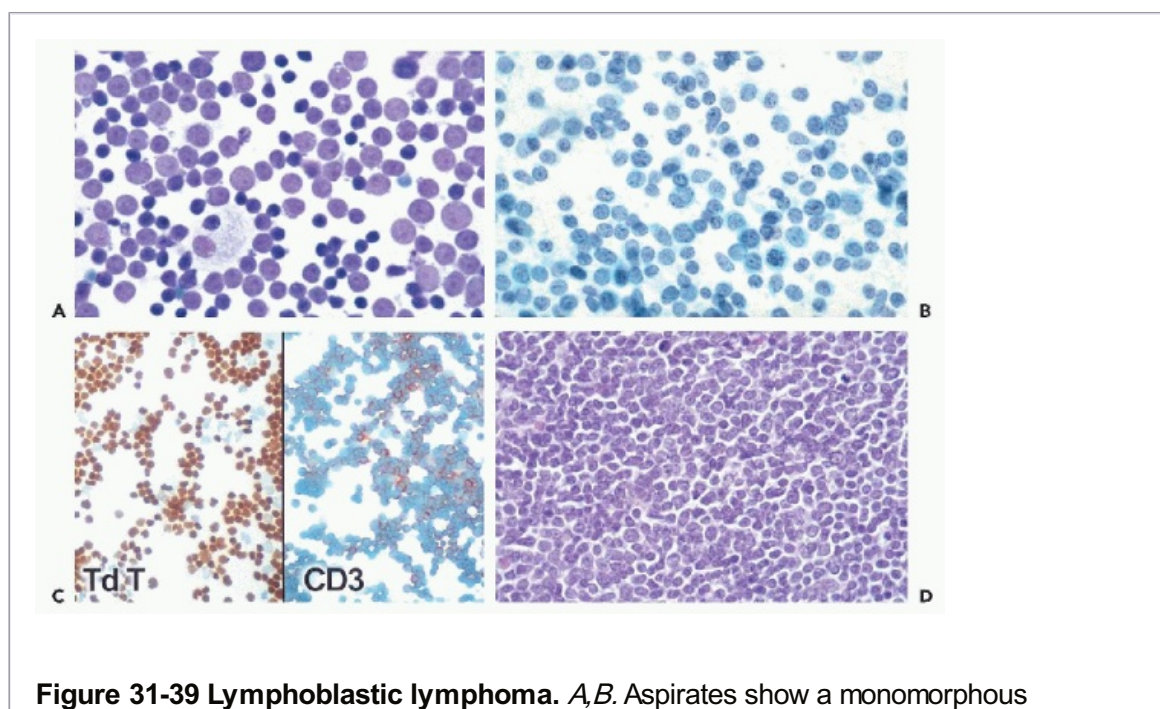 A
B
Td T
CD3
C
D
Figure 31-39 Lymphoblastic lymphoma. A,B. Aspirates show a monomorphous